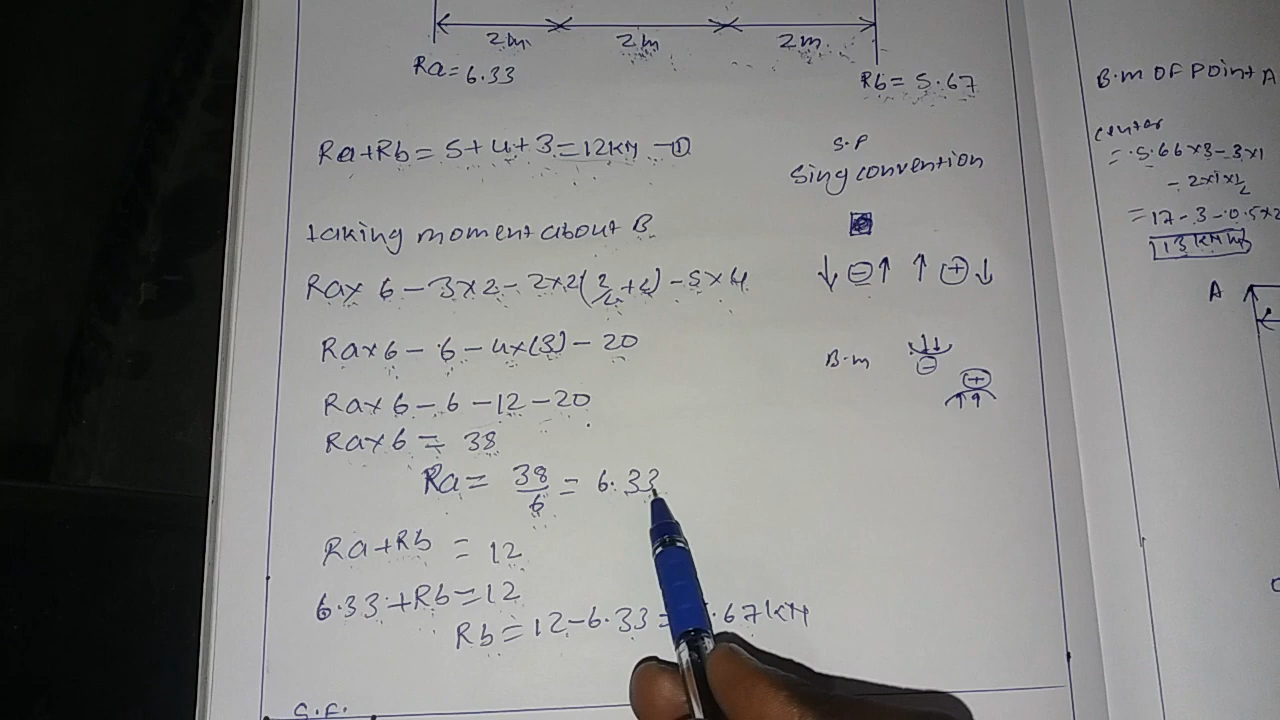 2m 2m 2m
Ra=6.33
Rb=5.67
Ra+Rb=5+4+3=12KN-①
S.F
Sing convention
taking moment about B
Ra×6-3×2-2×2(2/2+2)-5×4
↓⊖↑ ↑⊕↓
Ra×6-6-4×(3)-20
B.m
⊖
⊕
Ra×6-6-12-20
Ra×6=38
Ra=38/6=6.33
Ra+Rb=12
6.33+Rb=12
Rb=12-6.33= .67KN
S.F.
B.m OF Point A
center
=5.66×3-3×1
-2×1×1/2
=17-3-0.5×2
13KN
A